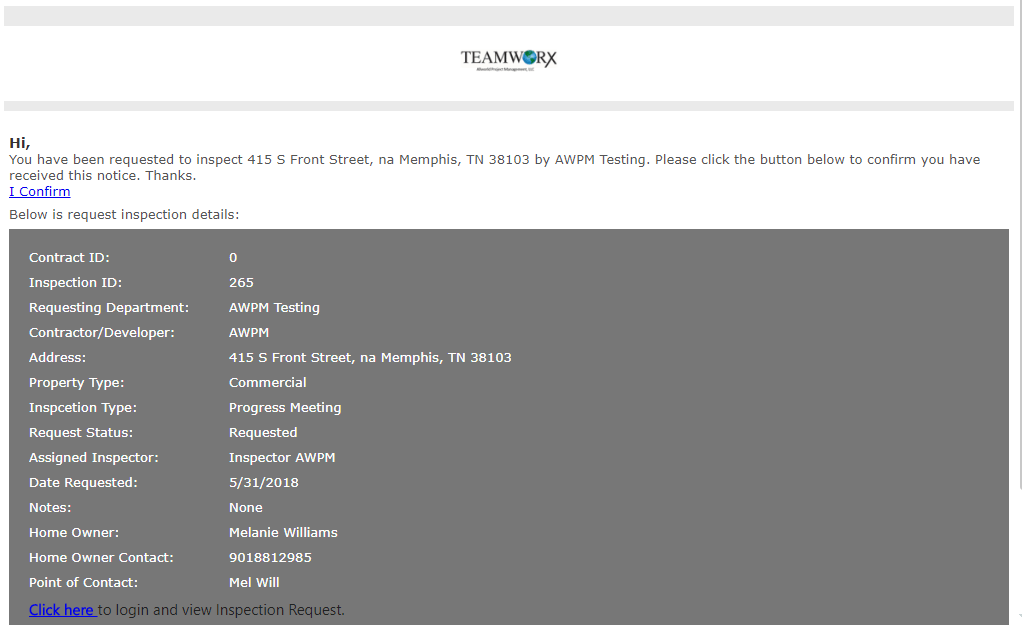 TEAMWORX
Hi,
You have been requested to inspect 415 S Front Street, na Memphis, TN 38103 by AWPM Testing. Please click the button below to confirm you have
received this notice. Thanks.
I Confirm
Below is request inspection details:
Contract ID: 0
Inspection ID: 265
Requesting Department: AWPM Testing
Contractor/Developer: AWPM
Address: 415 S Front Street, na Memphis, TN 38103
Property Type: Commercial
Inspcetion Type: Progress Meeting
Request Status: Requested
Assigned Inspector: Inspector AWPM
Date Requested: 5/31/2018
Notes: None
Home Owner: Melanie Williams
Home Owner Contact: 9018812985
Point of Contact: Mel Will
Click here to login and view Inspection Request.